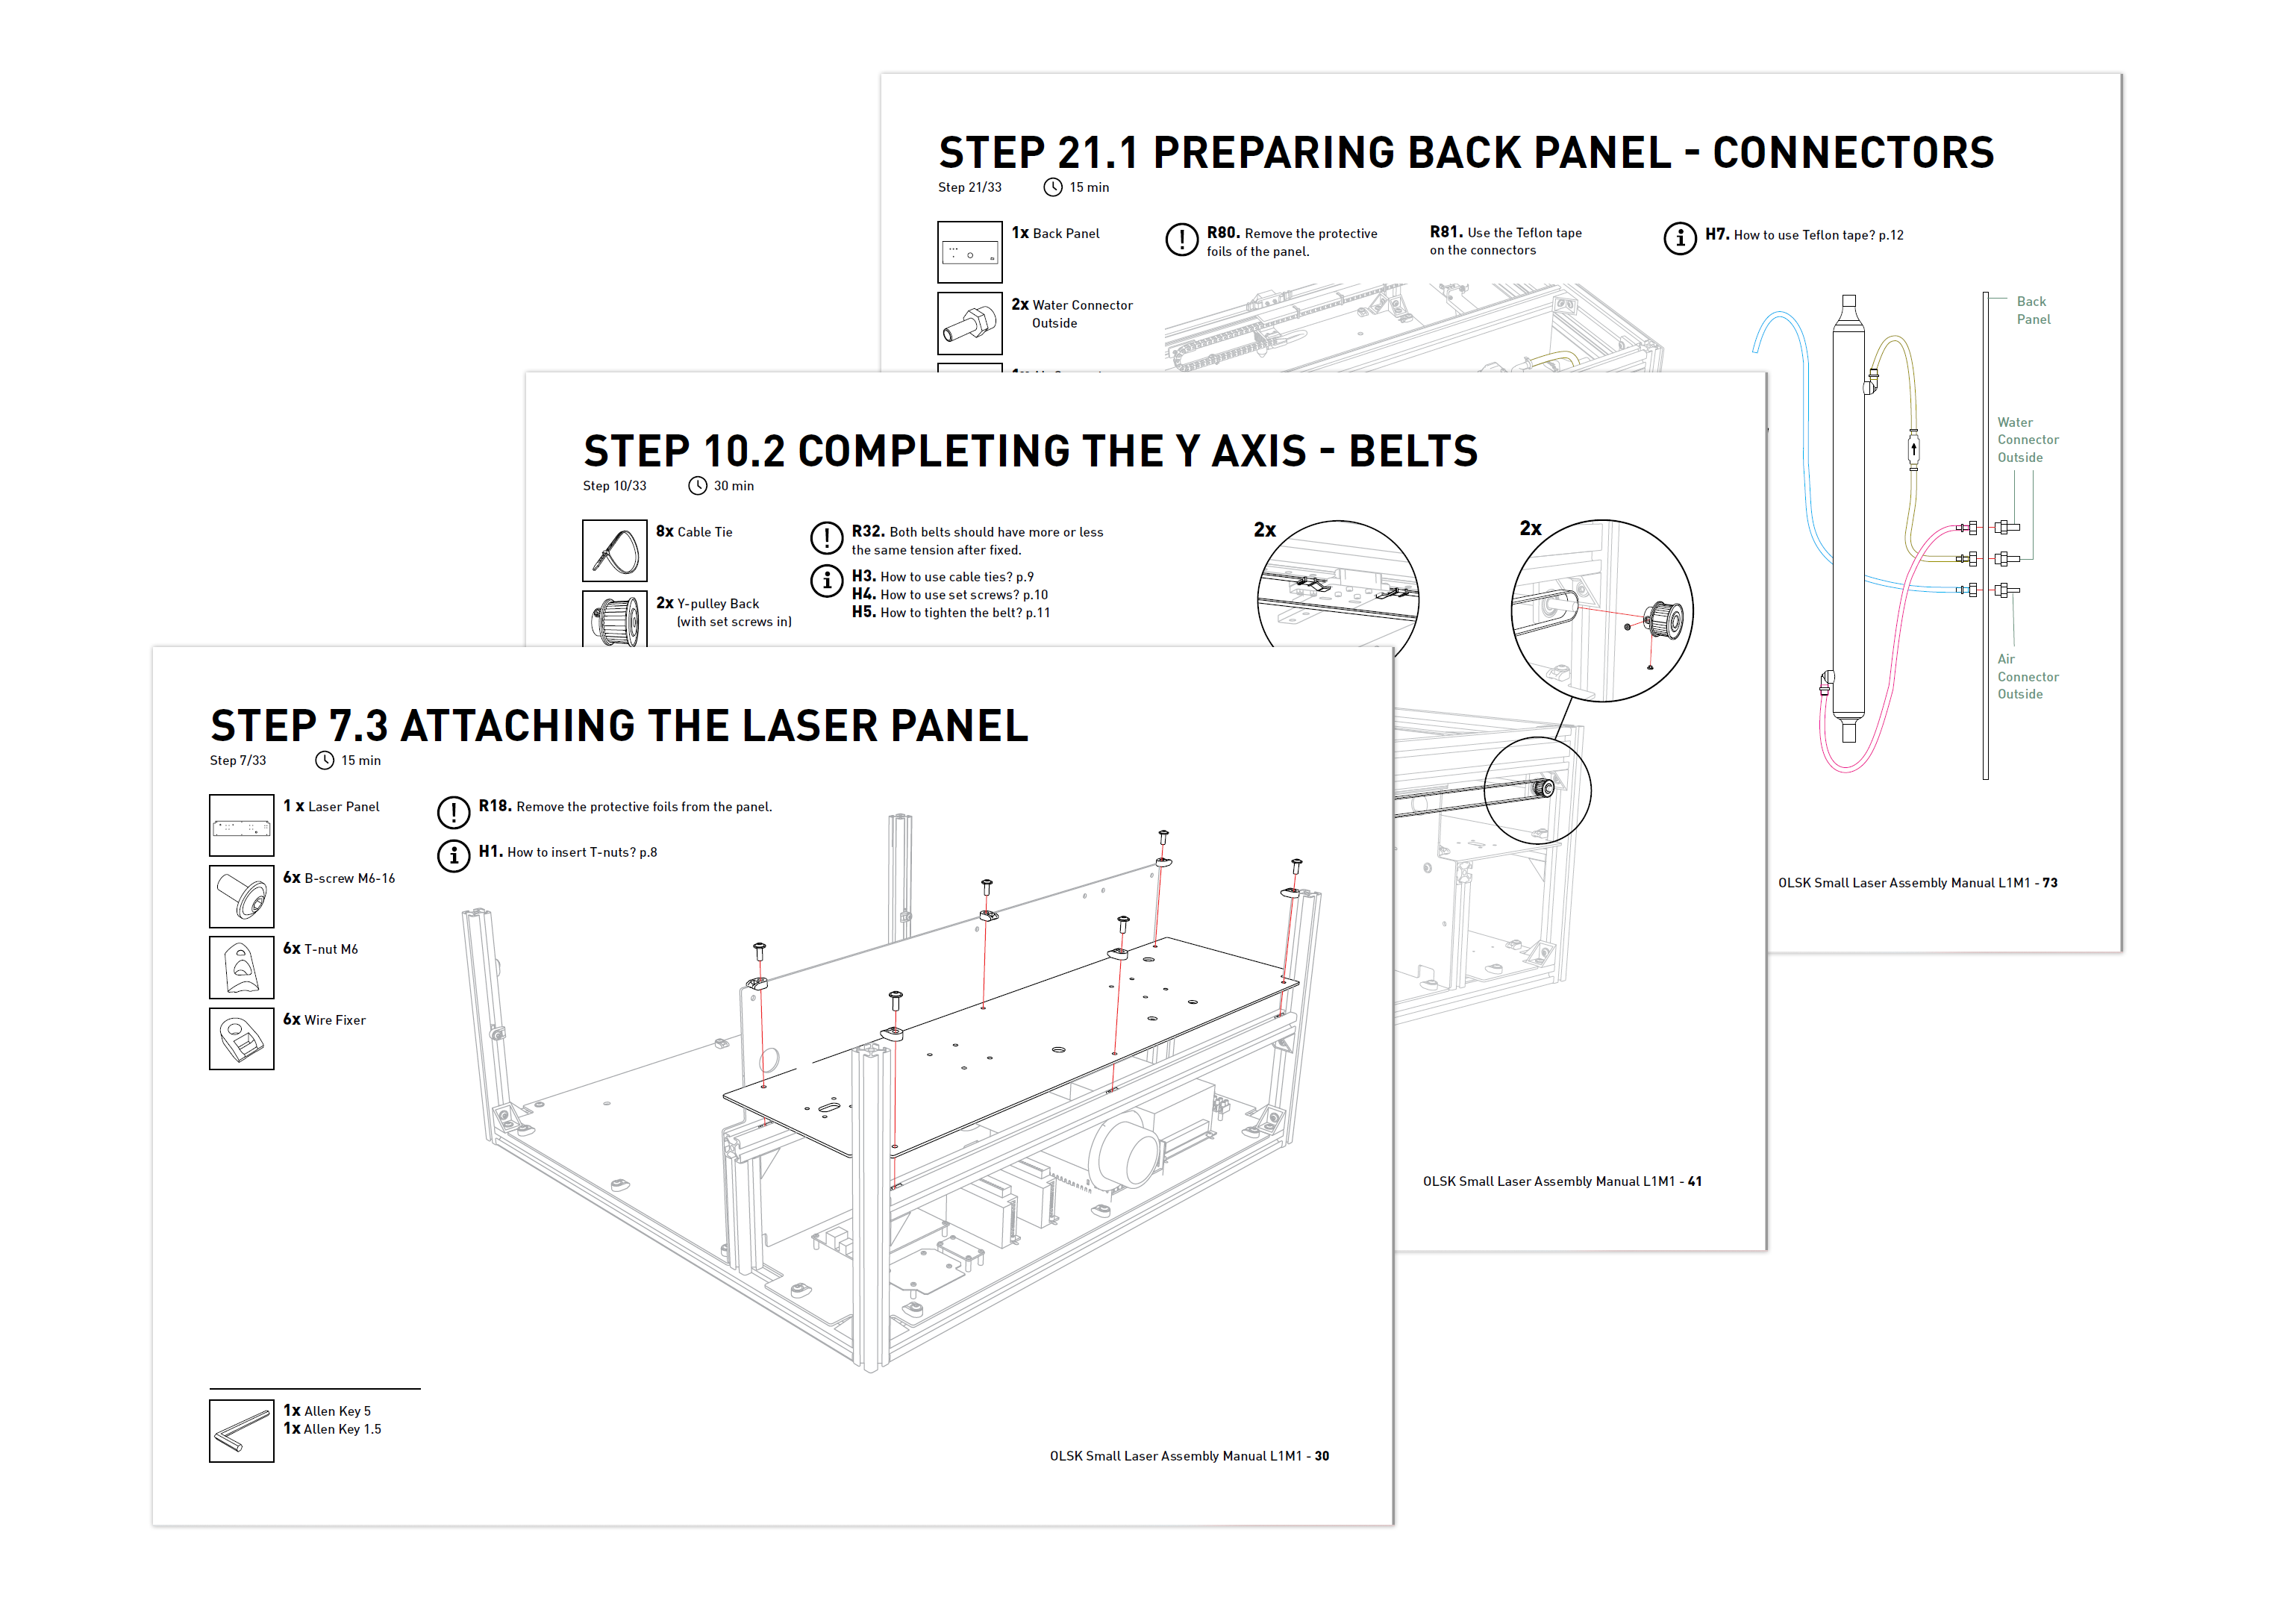 STEP 21.1 PREPARING BACK PANEL - CONNECTORS
Step 21/33 15 min
1x Back Panel
R80. Remove the protective
foils of the panel.
R81. Use the Teflon tape
on the connectors
H7. How to use Teflon tape? p.12
2x Water Connector
Outside
Back
Panel
Water
Connector
Outside
Air
Connector
Outside
OLSK Small Laser Assembly Manual L1M1 - 73
STEP 10.2 COMPLETING THE Y AXIS - BELTS
Step 10/33 30 min
8x Cable Tie
R32. Both belts should have more or less
the same tension after fixed.
H3. How to use cable ties? p.9
H4. How to use set screws? p.10
H5. How to tighten the belt? p.11
2x Y-pulley Back
(with set screws in)
2x
2x
OLSK Small Laser Assembly Manual L1M1 - 41
STEP 7.3 ATTACHING THE LASER PANEL
Step 7/33 15 min
1 x Laser Panel
R18. Remove the protective foils from the panel.
H1. How to insert T-nuts? p.8
6x B-screw M6-16
6x T-nut M6
6x Wire Fixer
1x Allen Key 5
1x Allen Key 1.5
OLSK Small Laser Assembly Manual L1M1 - 30